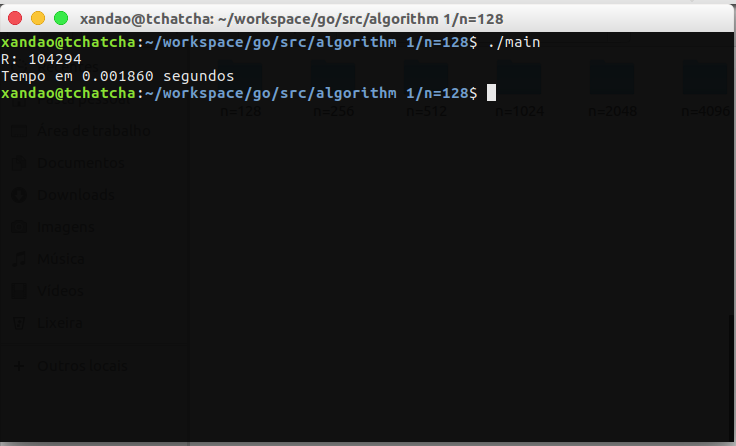 xandao@tchatcha: ~/workspace/go/src/algorithm 1/n=128
xandao@tchatcha:~/workspace/go/src/algorithm 1/n=128$ ./main
R: 104294
Tempo em 0.001860 segundos
xandao@tchatcha:~/workspace/go/src/algorithm 1/n=128$
n=128 n=256 n=512 n=1024 n=2048 n=4096
Área de trabalho
Documentos
Downloads
Imagens
Música
Vídeos
Lixeira
+ Outros locais